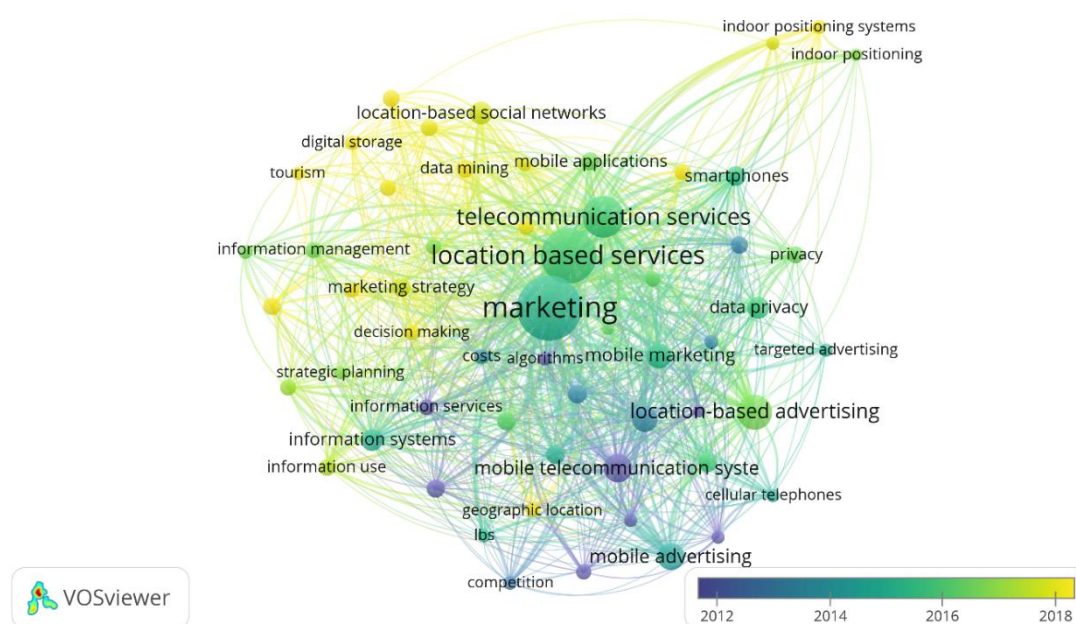 indoor positioning systems
indoor positioning
location-based social networks
digital storage
data mining
mobile applications
tourism
smartphones
telecommunication services
information management
location based services
privacy
marketing strategy
marketing
data privacy
decision making
costs
algorithms
mobile marketing
targeted advertising
strategic planning
information services
location-based advertising
information systems
information use
mobile telecommunication syste
cellular telephones
geographic location
lbs
mobile advertising
competition
VOSviewer
2012
2014
2016
2018